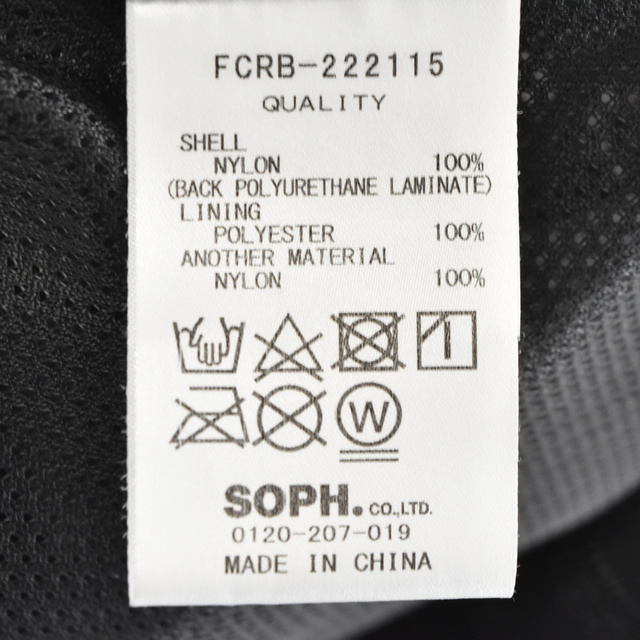 FCRB-222115
QUALITY
SHELL
NYLON 100%
(BACK POLYURETHANE LAMINATE)
LINING
POLYESTER 100%
ANOTHER MATERIAL
NYLON 100%
W
SOPH. CO.,LTD.
0120-207-019
MADE IN CHINA